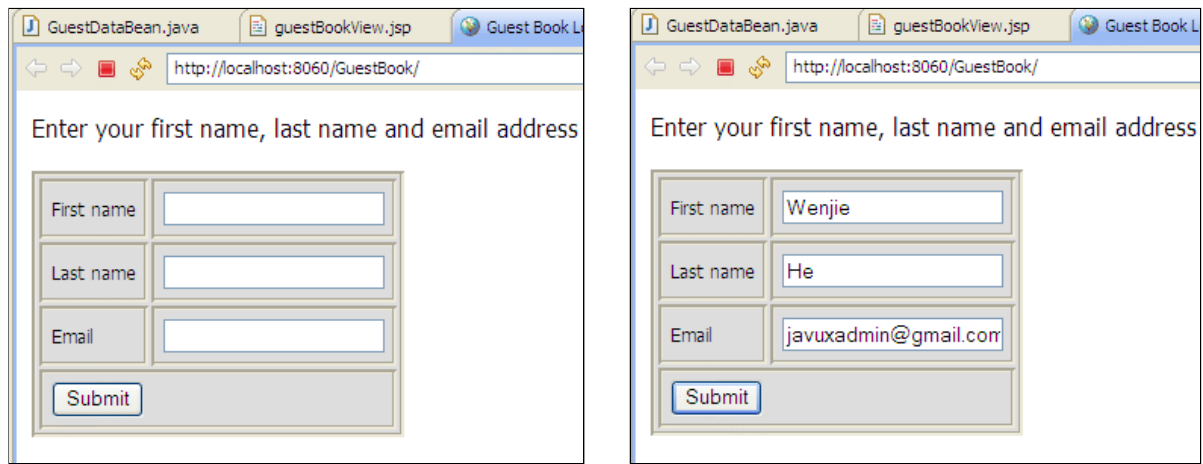 GuestDataBean.java guestBookView.jsp Guest Book L
http://localhost:8060/GuestBook/
Enter your first name, last name and email address
First name
Last name
Email
Submit
GuestDataBean.java guestBookView.jsp Guest Book L
http://localhost:8060/GuestBook/
Enter your first name, last name and email address
First name Wenjie
Last name He
Email javuxadmin@gmail.com
Submit